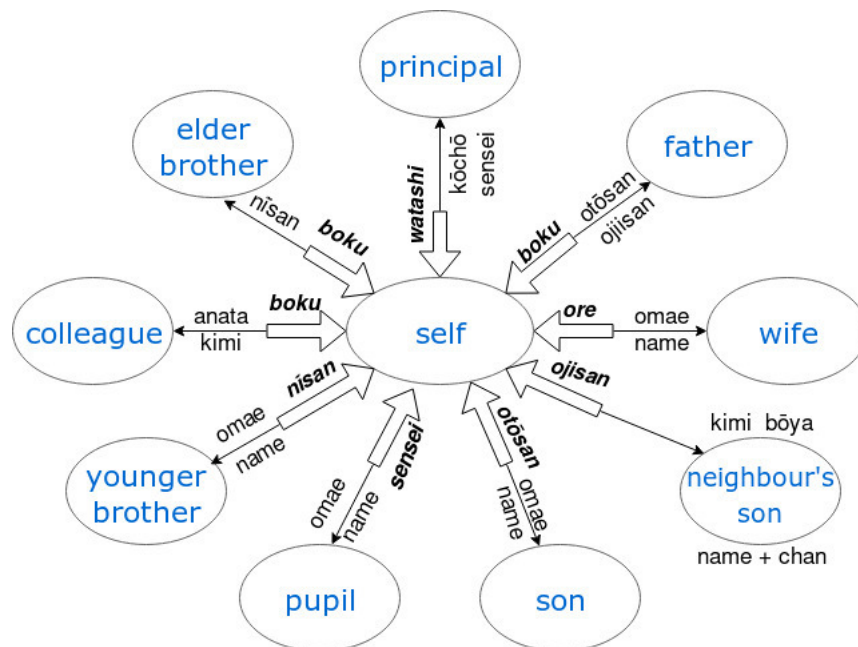 principal
elder
brother
father
kōchō
sensei
watashi
nīsan
boku
otōsan
ojiisan
boku
colleague
anata
kimi
boku
self
ore
omae
name
wife
nīsan
omae
name
younger
brother
ojisan
kimi bōya
neighbour's
son
name + chan
sensei
omae
name
pupil
otōsan
omae
name
son